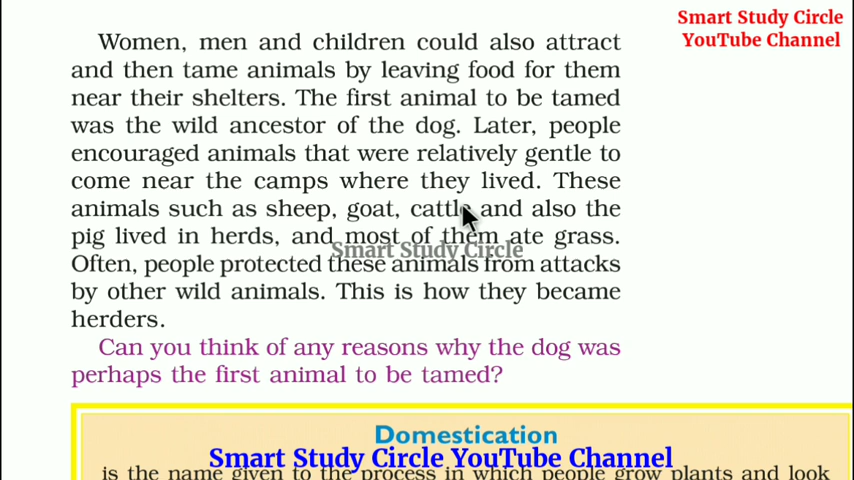 Smart Study Circle
YouTube Channel
Women, men and children could also attract
and then tame animals by leaving food for them
near their shelters. The first animal to be tamed
was the wild ancestor of the dog. Later, people
encouraged animals that were relatively gentle to
come near the camps where they lived. These
animals such as sheep, goat, cattle and also the
pig lived in herds, and most of them ate grass.
Smart Study Circle
Often, people protected these animals from attacks
by other wild animals. This is how they became
herders.
Can you think of any reasons why the dog was
perhaps the first animal to be tamed?
Domestication
Smart Study Circle YouTube Channel
is the name given to the process in which people grow plants and look